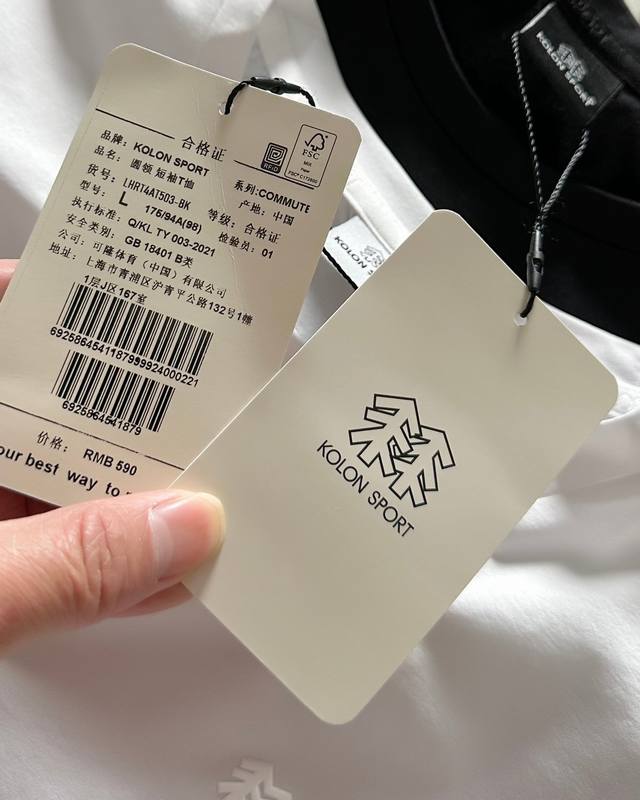 合格证
RFID
FSC
MIX
品牌: KOLON SPORT
品名: 圆领 短袖T恤
系列:COMMUTE
货号: LHRT4AT503-BK
产地: 中国
型号: L 175/94A(98) 等级: 合格证
执行标准: Q/KL TY 003-2021 检验员: 01
安全类别: GB 18401 B类
公司: 可隆体育（中国）有限公司
地址: 上海市青浦区沪青平公路132号1幢
1层J区167室
6925864541879999924000221
6925864541879
价格: RMB 590
our best way to
KOLON SPORT
KOLON SPORT
KOLON SPORT